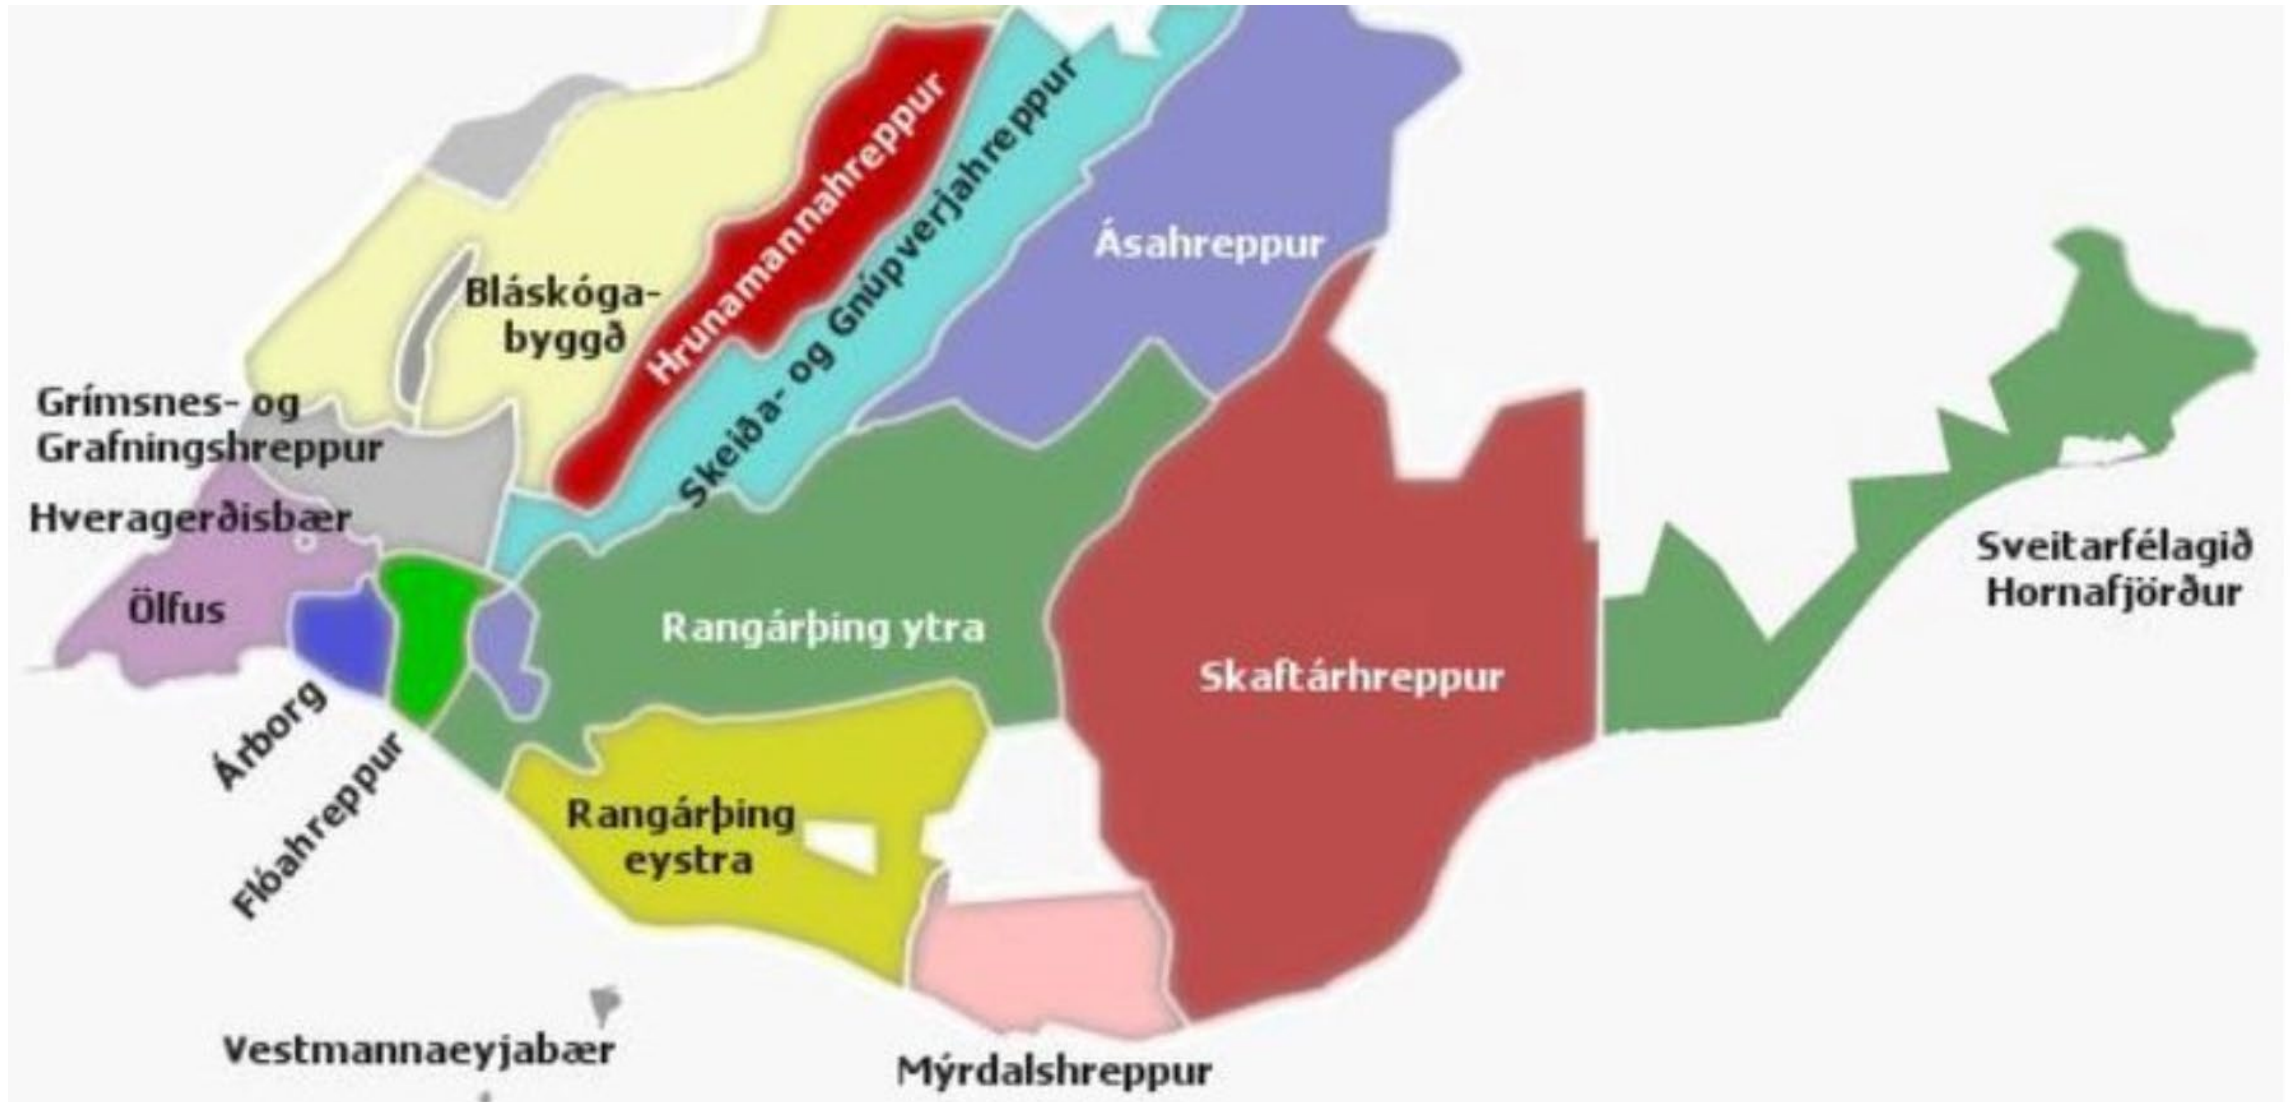 Hrunamannahreppur
Skeiða- og Gnúpverjahreppur
Ásahreppur
Bláskóga-
byggð
Grímsnes- og
Grafningshreppur
Hveragerðisbær
Ölfus
Árborg
Flóahreppur
Rangárþing ytra
Skaftárhreppur
Sveitarfélagið
Hornafjörður
Rangárþing
eystra
Vestmannaeyjabær
Mýrdalshreppur